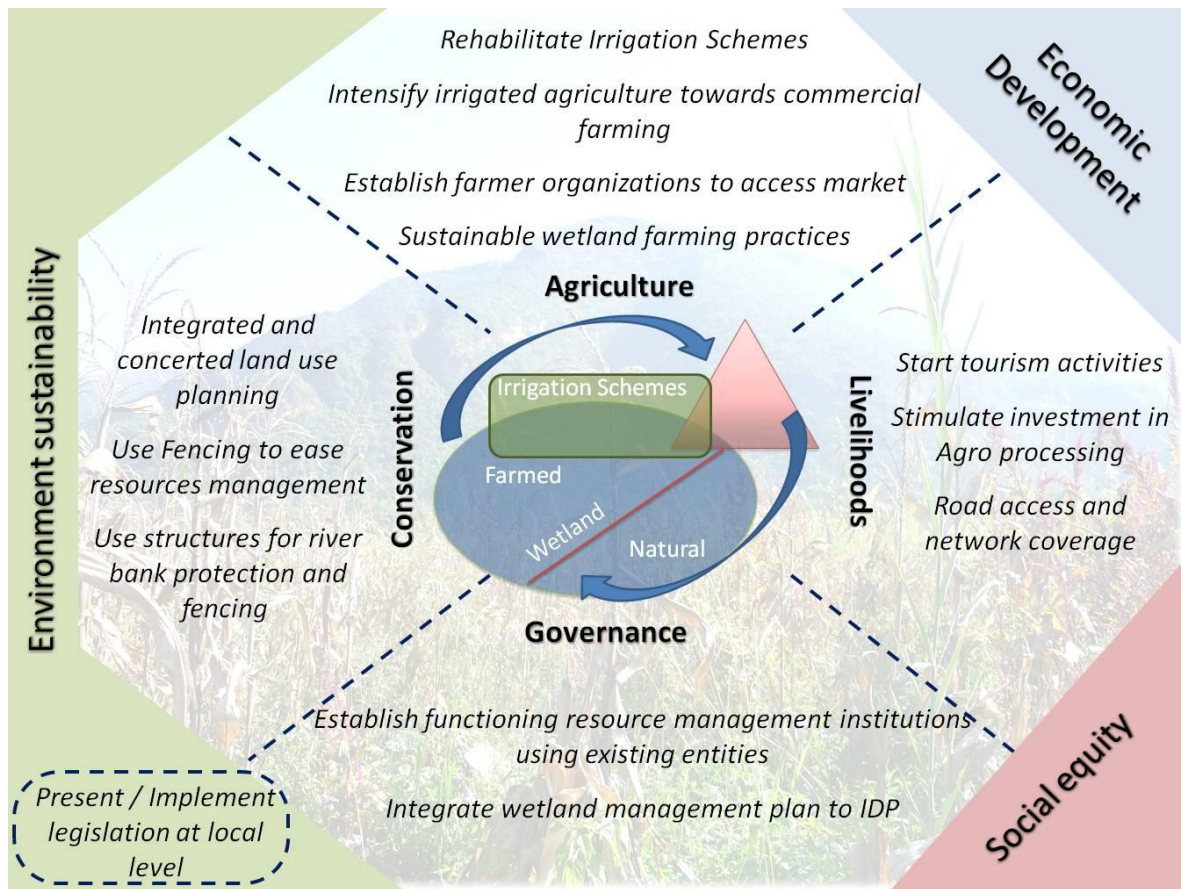 Rehabilitate Irrigation Schemes
Intensify irrigated agriculture towards commercial
farming
Establish farmer organizations to access market
Sustainable wetland farming practices
Economic
Development
Agriculture
Environment sustainability
Integrated and
concerted land use
planning
Use Fencing to ease
resources management
Use structures for river
bank protection and
fencing
Conservation
Irrigation Schemes
Farmed
Wetland
Natural
Livelihoods
Start tourism activities
Stimulate investment in
Agro processing
Road access and
network coverage
Governance
Establish functioning resource management institutions
using existing entities
Integrate wetland management plan to IDP
Present / Implement
legislation at local
level
Social equity